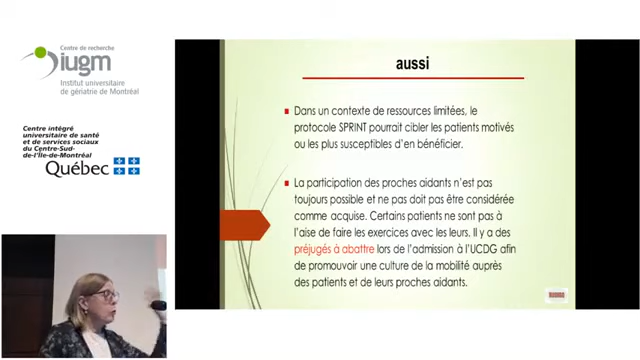 Centre de recherche
iugm
Institut universitaire
de gériatrie de Montréal
Centre intégré
universitaire de santé
et de services sociaux
du Centre-Sud-
de-l'Île-de-Montréal
Québec
aussi
Dans un contexte de ressources limitées, le
protocole SPRINT pourrait cibler les patients motivés
ou les plus susceptibles d'en bénéficier.
La participation des proches aidants n'est pas
toujours possible et ne pas doit pas être considérée
comme acquise. Certains patients ne sont pas à
l'aise de faire les exercices avec les leurs. Il y a des
préjugés à abattre lors de l'admission à l'UCDG afin
de promouvoir une culture de la mobilité auprès
des patients et de leurs proches aidants.